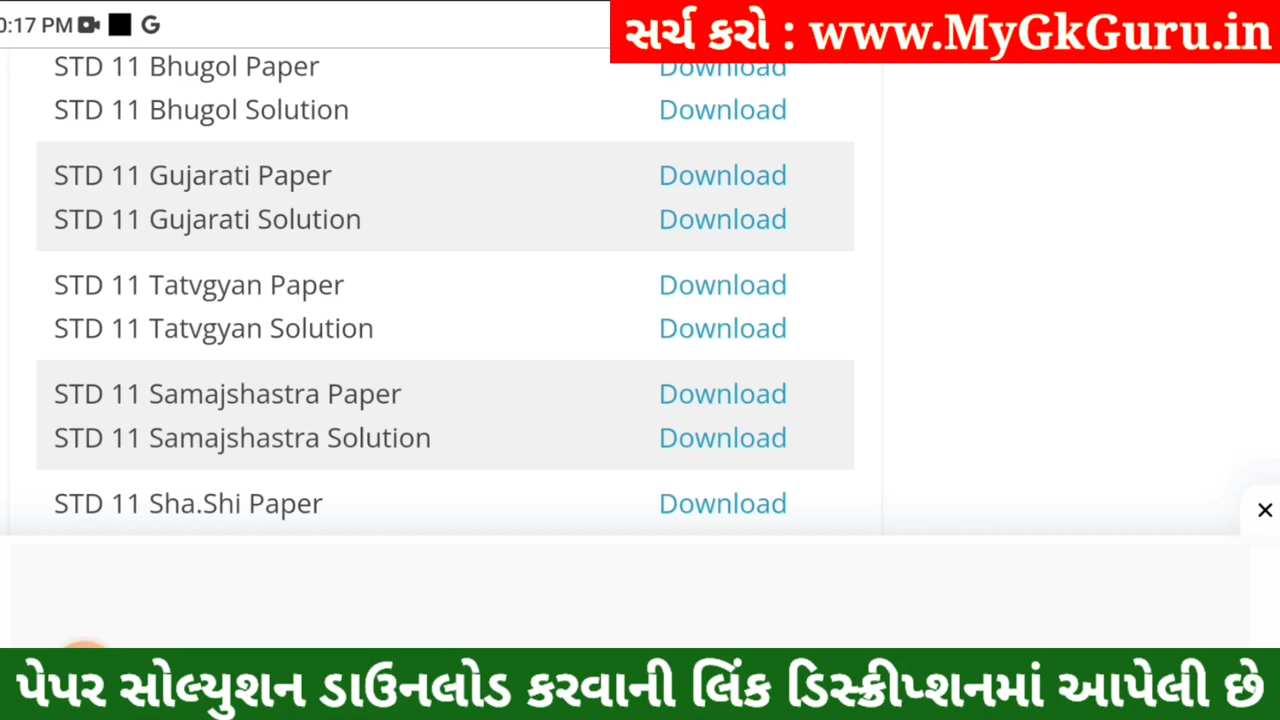 0:17 PM
સર્ચ કરો : www.MyGkGuru.in
STD 11 Bhugol Paper Download
STD 11 Bhugol Solution Download
STD 11 Gujarati Paper Download
STD 11 Gujarati Solution Download
STD 11 Tatvgyan Paper Download
STD 11 Tatvgyan Solution Download
STD 11 Samajshastra Paper Download
STD 11 Samajshastra Solution Download
STD 11 Sha.Shi Paper Download
પેપર સોલ્યુશન ડાઉનલોડ કરવાની લિંક ડિસ્ક્રીપ્શનમાં આપેલી છે